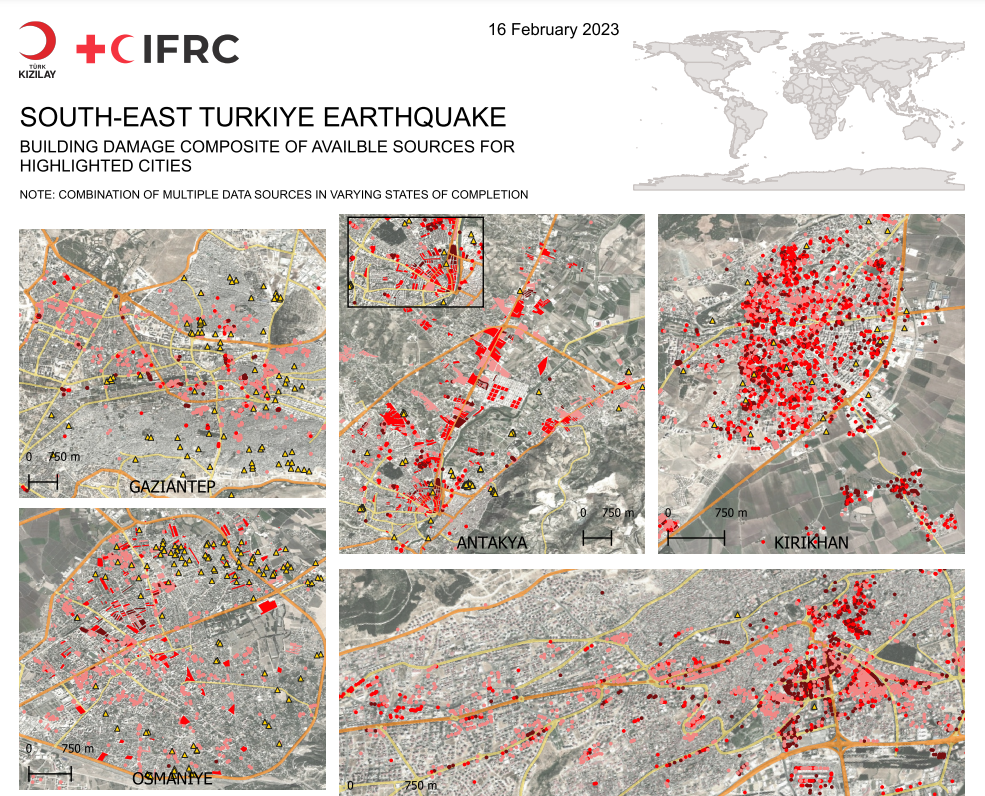 16 February 2023
TÜRK
KIZILAY
IFRC
SOUTH-EAST TURKIYE EARTHQUAKE
BUILDING DAMAGE COMPOSITE OF AVAILBLE SOURCES FOR
HIGHLIGHTED CITIES
NOTE: COMBINATION OF MULTIPLE DATA SOURCES IN VARYING STATES OF COMPLETION
0 750 m
GAZIANTEP
0 750 m
ANTAKYA
0 750 m
KIRIKHAN
0 750 m
OSMANIYE
0 750 m